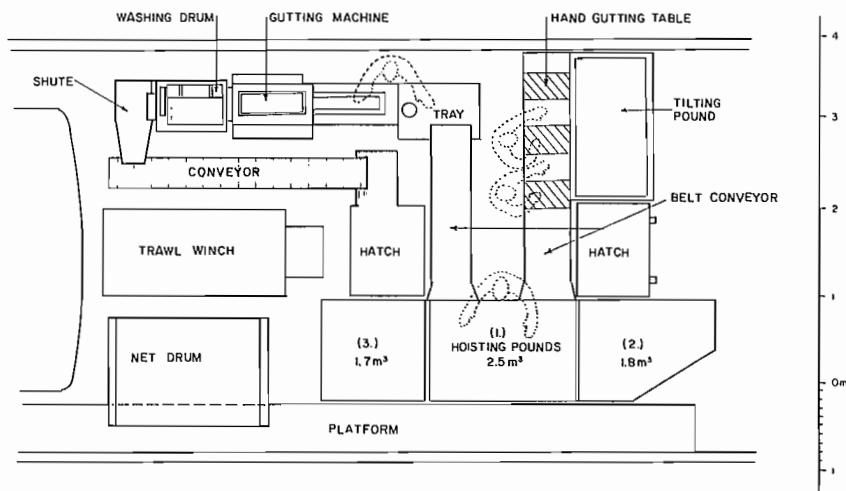 WASHING DRUM
GUTTING MACHINE
HAND GUTTING TABLE
4
SHUTE
TILTING
POUND
TRAY
3
CONVEYOR
BELT CONVEYOR
2
TRAWL WINCH
HATCH
HATCH
1
(3.)
1.7m³
(1.)
HOISTING POUNDS
2.5m³
(2.)
1.8m³
NET DRUM
0m
PLATFORM
1